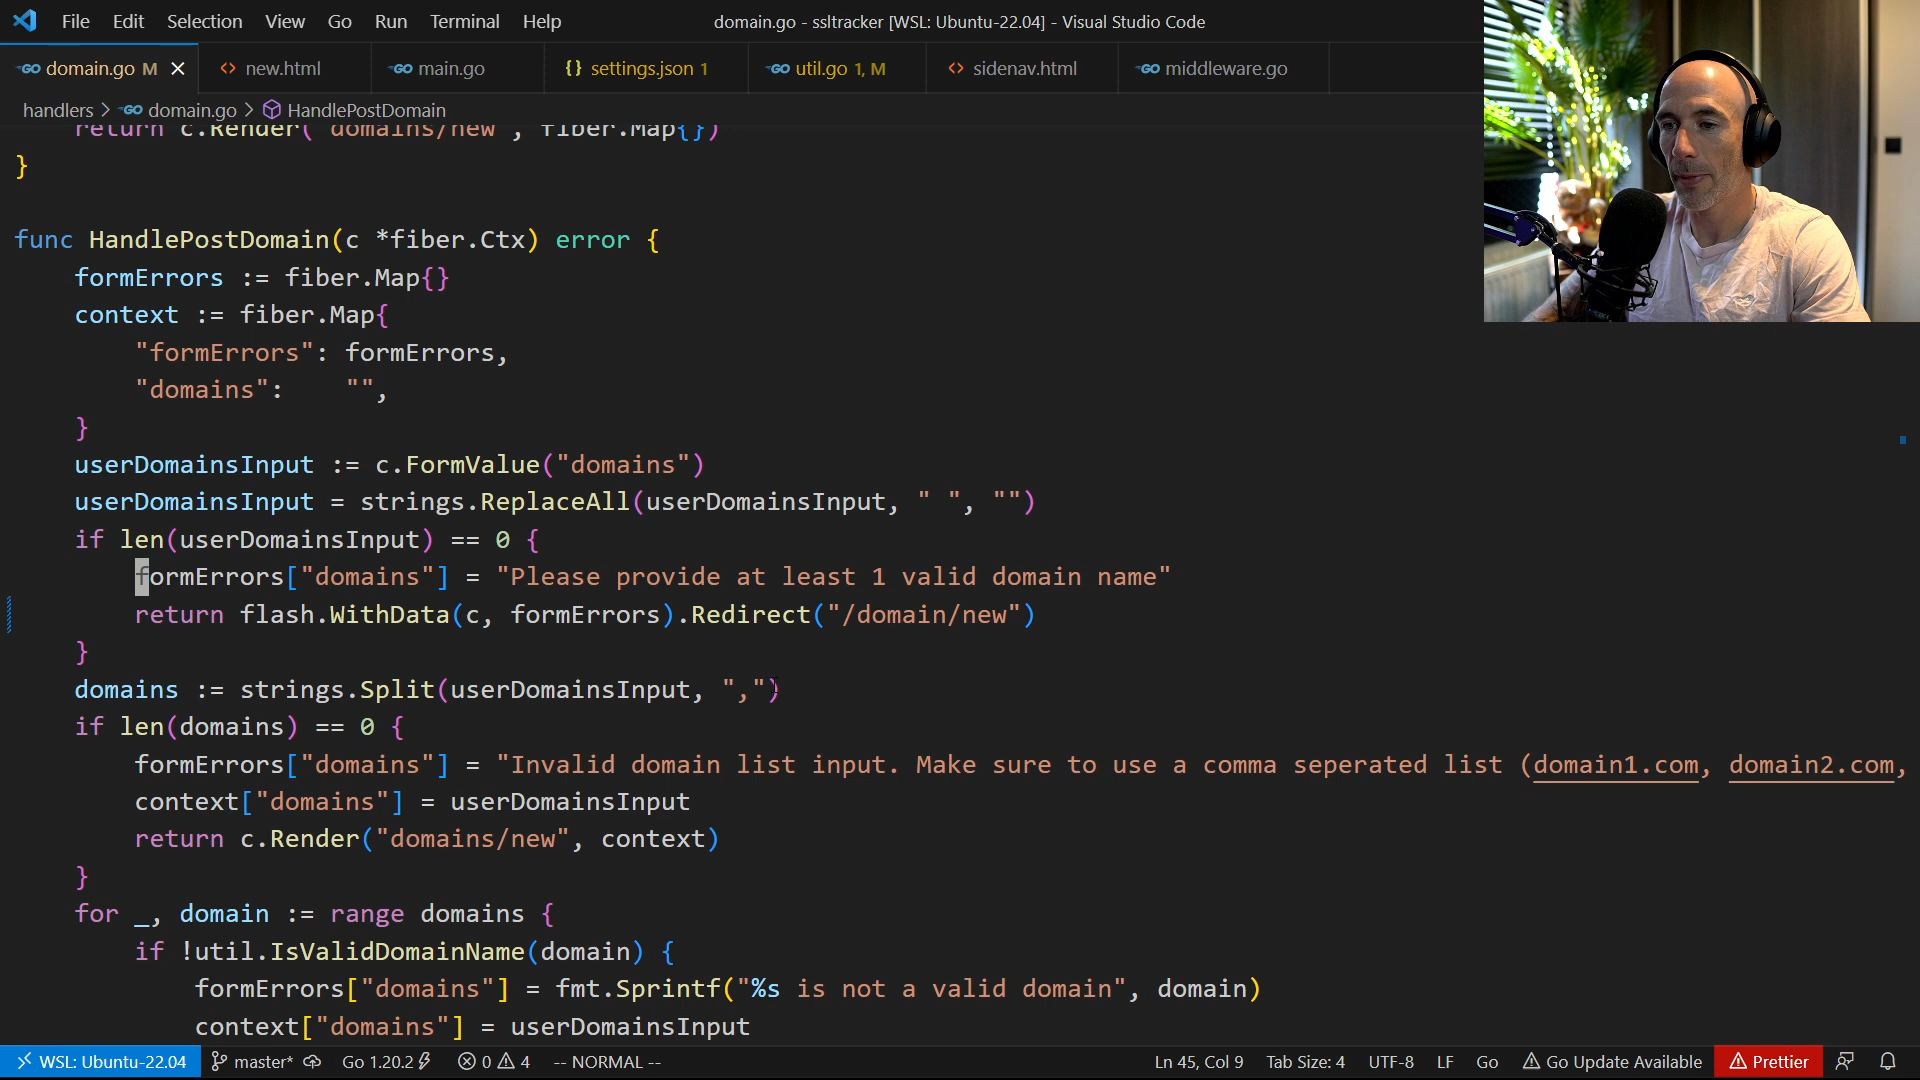 File Edit Selection View Go Run Terminal Help domain.go - ssltracker [WSL: Ubuntu-22.04] - Visual Studio Code
domain.go M new.html main.go {} settings.json 1 util.go 1, M sidenav.html middleware.go
handlers > domain.go > HandlePostDomain
return c.Render("domains/new", fiber.Map{})
}
func HandlePostDomain(c *fiber.Ctx) error {
formErrors := fiber.Map{}
context := fiber.Map{
"formErrors": formErrors,
"domains": "",
}
userDomainsInput := c.FormValue("domains")
userDomainsInput = strings.ReplaceAll(userDomainsInput, " ", "")
if len(userDomainsInput) == 0 {
formErrors["domains"] = "Please provide at least 1 valid domain name"
return flash.WithData(c, formErrors).Redirect("/domain/new")
}
domains := strings.Split(userDomainsInput, ",")
if len(domains) == 0 {
formErrors["domains"] = "Invalid domain list input. Make sure to use a comma seperated list (domain1.com, domain2.com,
context["domains"] = userDomainsInput
return c.Render("domains/new", context)
}
for _, domain := range domains {
if !util.IsValidDomainName(domain) {
formErrors["domains"] = fmt.Sprintf("%s is not a valid domain", domain)
context["domains"] = userDomainsInput
WSL: Ubuntu-22.04 master* Go 1.20.2 0 4 -- NORMAL -- Ln 45, Col 9 Tab Size: 4 UTF-8 LF Go Go Update Available Prettier